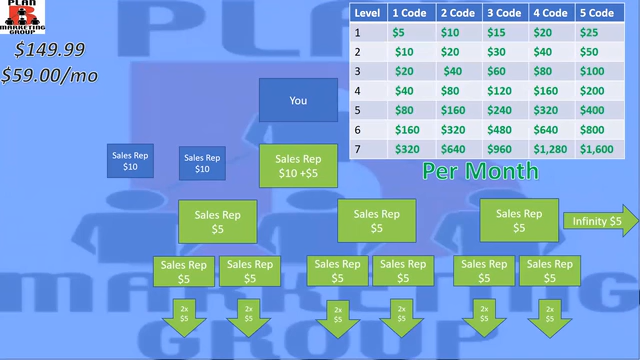 PLAN
B
MARKETING
GROUP
$149.99
$59.00/mo
Level 1 Code 2 Code 3 Code 4 Code 5 Code
1 $5 $10 $15 $20 $25
2 $10 $20 $30 $40 $50
3 $20 $40 $60 $80 $100
4 $40 $80 $120 $160 $200
5 $80 $160 $240 $320 $400
6 $160 $320 $480 $640 $800
7 $320 $640 $960 $1,280 $1,600
Per Month
You
Sales Rep
$10
Sales Rep
$10
Sales Rep
$10 +$5
Sales Rep
$5
Sales Rep
$5
Sales Rep
$5
Infinity $5
Sales Rep
$5
Sales Rep
$5
Sales Rep
$5
Sales Rep
$5
Sales Rep
$5
Sales Rep
$5
2x
$5
2x
$5
2x
$5
2x
$5
2x
$5
2x
$5
PLAN
MARKETING
GROUP